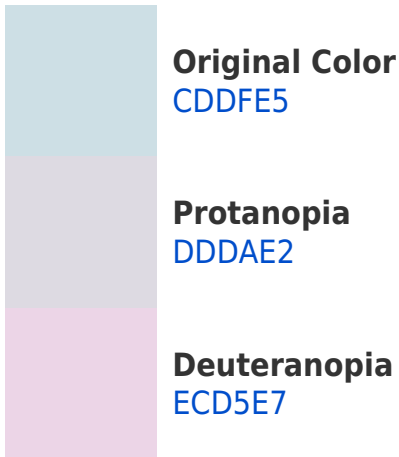 Original Color
CDDFE5
Protanopia
DDDAE2
Deuteranopia
ECD5E7